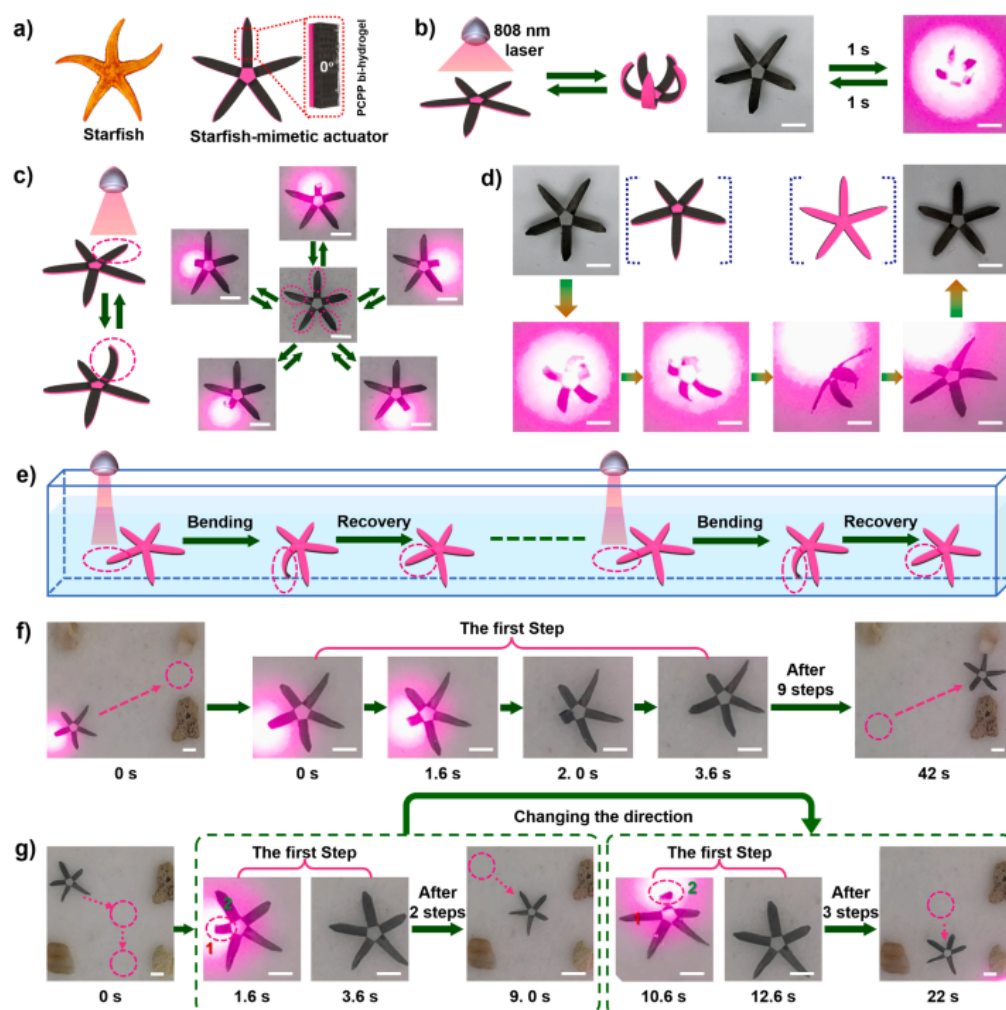 a)
Starfish
Starfish-mimetic actuator
0°
PCPP bi-hydrogel
b)
808 nm
laser
1 s
1 s
c)
d)
e)
Bending
Recovery
Bending
Recovery
f)
The first Step
After
9 steps
0 s
0 s
1.6 s
2. 0 s
3.6 s
42 s
Changing the direction
g)
The first Step
2
1
After
2 steps
The first Step
2
1
After
3 steps
0 s
1.6 s
3.6 s
9. 0 s
10.6 s
12.6 s
22 s